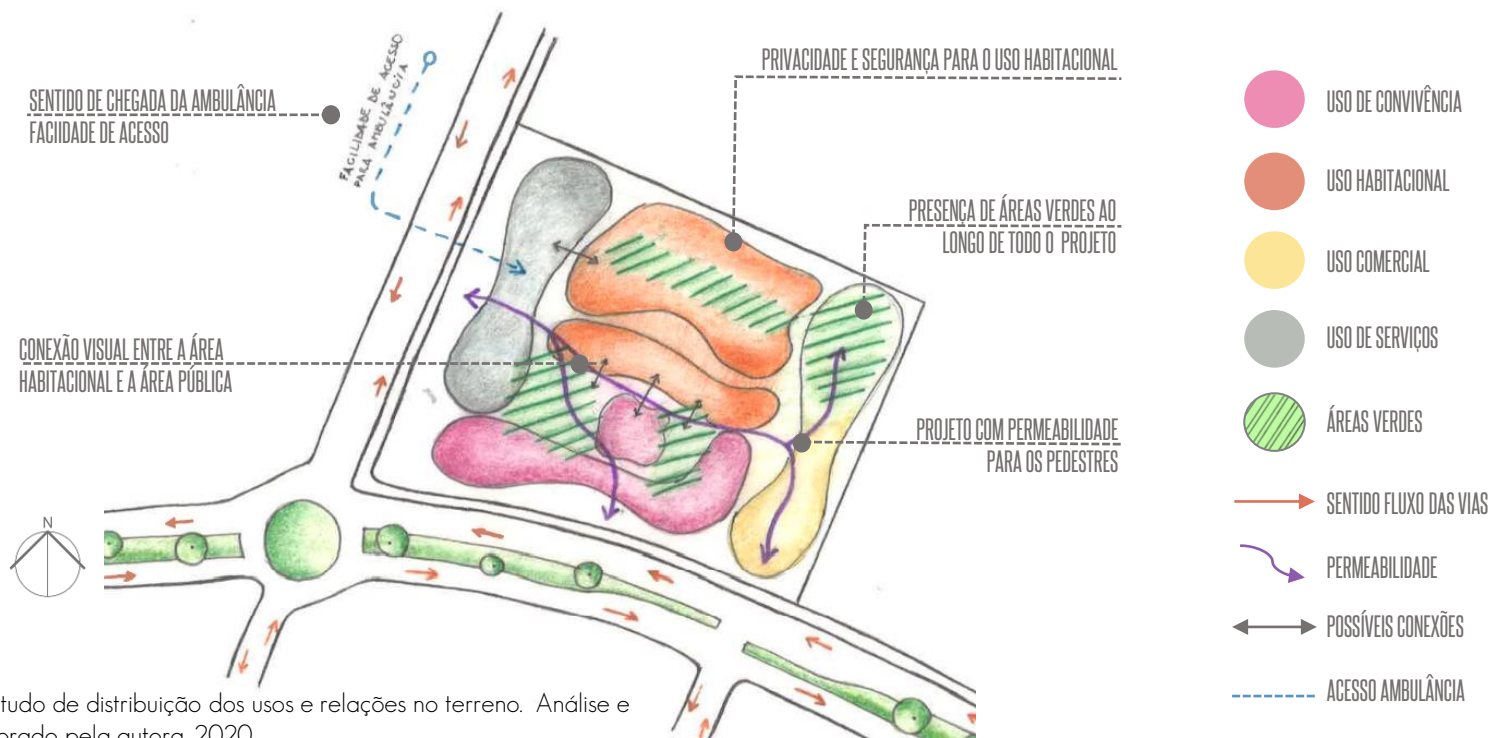 SENTIDO DE CHEGADA DA AMBULÂNCIA
FACIIDADE DE ACESSO
FACILIDADE DE ACESSO
PARA AMBULÂNCIA
PRIVACIDADE E SEGURANÇA PARA O USO HABITACIONAL
PRESENÇA DE ÁREAS VERDES AO
LONGO DE TODO O PROJETO
CONEXÃO VISUAL ENTRE A ÁREA
HABITACIONAL E A ÁREA PÚBLICA
PROJETO COM PERMEABILIDADE
PARA OS PEDESTRES
N
USO DE CONVIVÊNCIA
USO HABITACIONAL
USO COMERCIAL
USO DE SERVIÇOS
ÁREAS VERDES
SENTIDO FLUXO DAS VIAS
PERMEABILIDADE
POSSÍVEIS CONEXÕES
ACESSO AMBULÂNCIA
tudo de distribuição dos usos e relações no terreno. Análise e
orado pela autora, 2020